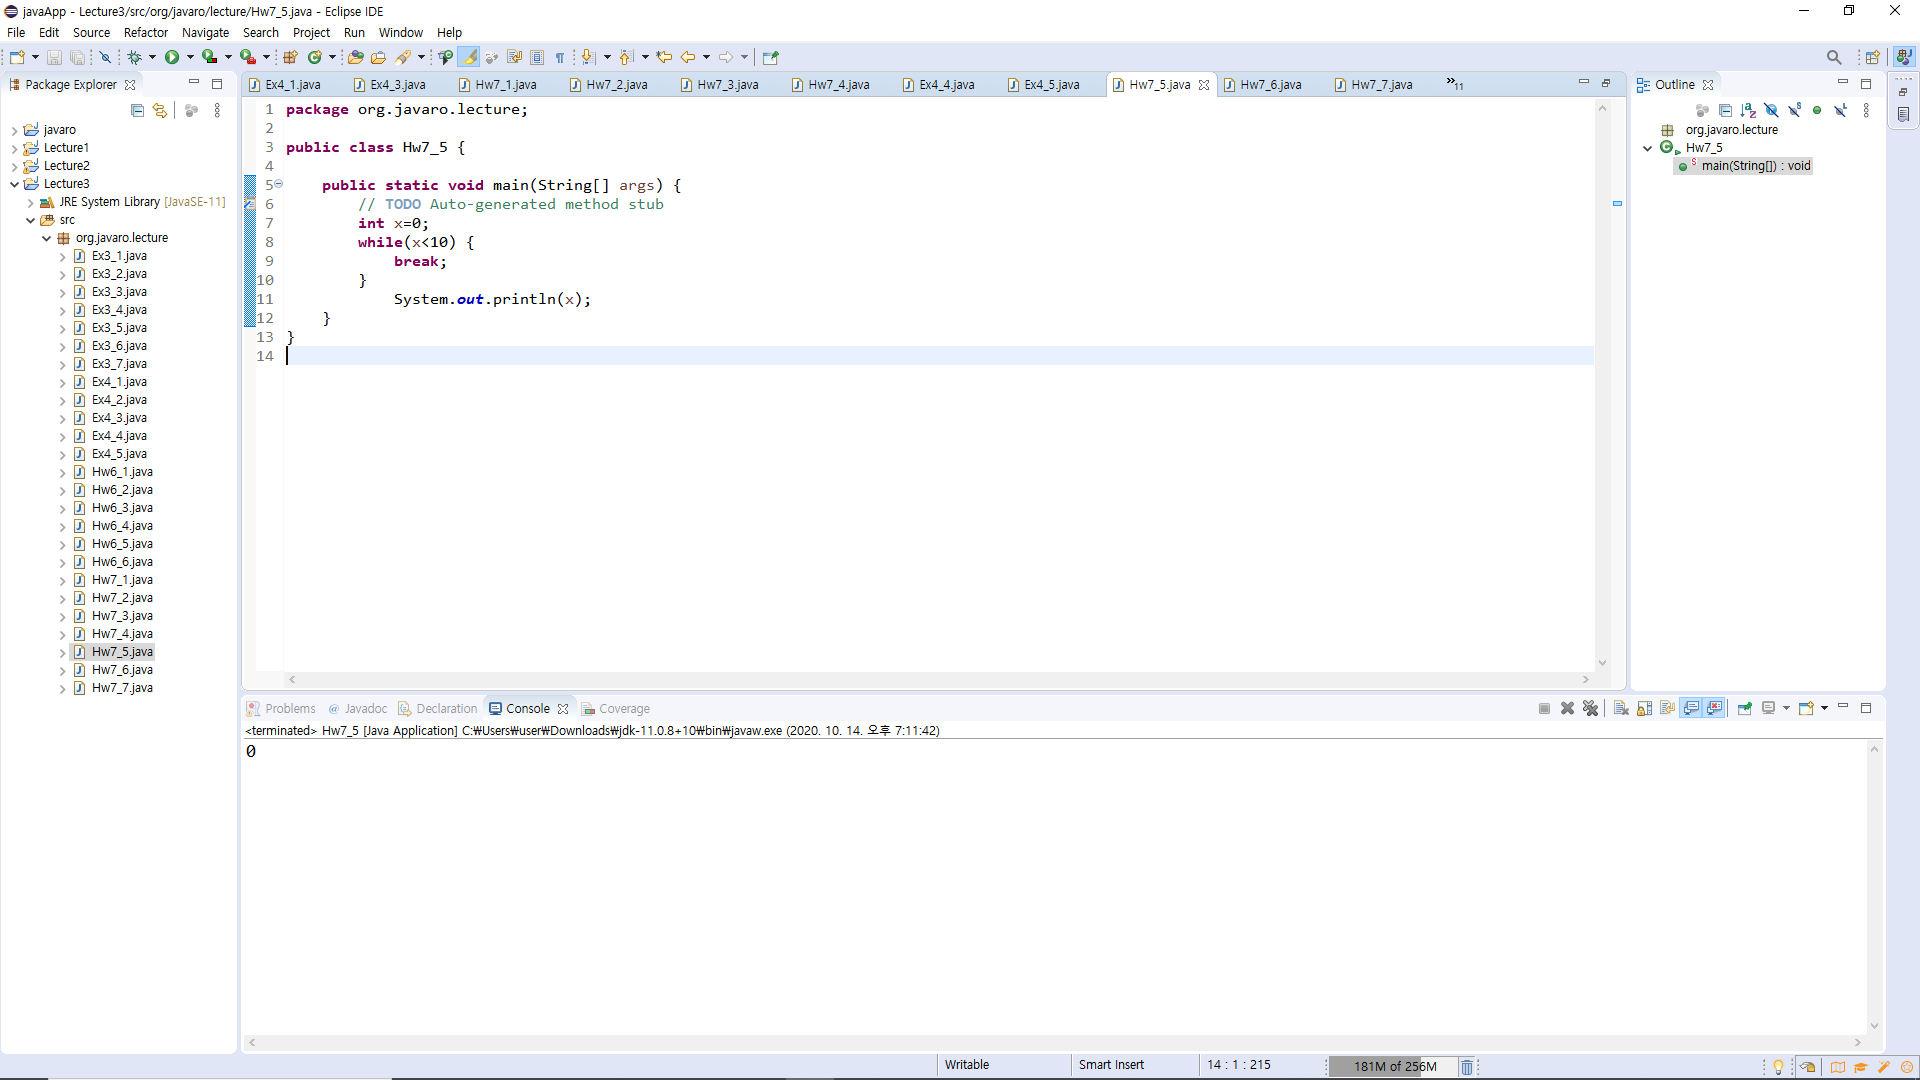 javaApp - Lecture3/src/org/javaro/lecture/Hw7_5.java - Eclipse IDE
File Edit Source Refactor Navigate Search Project Run Window Help
Package Explorer
javaro
Lecture1
Lecture2
Lecture3
JRE System Library [JavaSE-11]
src
org.javaro.lecture
Ex3_1.java
Ex3_2.java
Ex3_3.java
Ex3_4.java
Ex3_5.java
Ex3_6.java
Ex3_7.java
Ex4_1.java
Ex4_2.java
Ex4_3.java
Ex4_4.java
Ex4_5.java
Hw6_1.java
Hw6_2.java
Hw6_3.java
Hw6_4.java
Hw6_5.java
Hw6_6.java
Hw7_1.java
Hw7_2.java
Hw7_3.java
Hw7_4.java
Hw7_5.java
Hw7_6.java
Hw7_7.java
Ex4_1.java Ex4_3.java Hw7_1.java Hw7_2.java Hw7_3.java Hw7_4.java Ex4_4.java Ex4_5.java Hw7_5.java Hw7_6.java Hw7_7.java »11
1 package org.javaro.lecture;
2
3 public class Hw7_5 {
4
5 public static void main(String[] args) {
6 // TODO Auto-generated method stub
7 int x=0;
8 while(x<10) {
9 break;
10 }
11 System.out.println(x);
12 }
13 }
14
Outline
org.javaro.lecture
Hw7_5
main(String[]) : void
Problems Javadoc Declaration Console Coverage
<terminated> Hw7_5 [Java Application] C:₩Users₩user₩Downloads₩jdk-11.0.8+10₩bin₩javaw.exe (2020. 10. 14. 오후 7:11:42)
0
Writable Smart Insert 14 : 1 : 215 181M of 256M